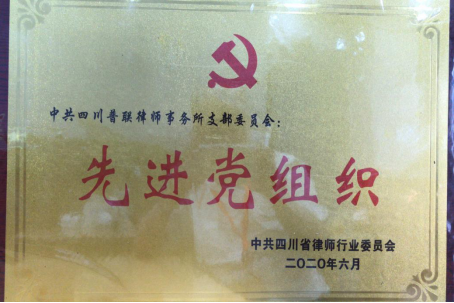 中共四川普联律师事务所支部委员会：
先进党组织
中共四川省律师行业委员会
二〇二〇年六月